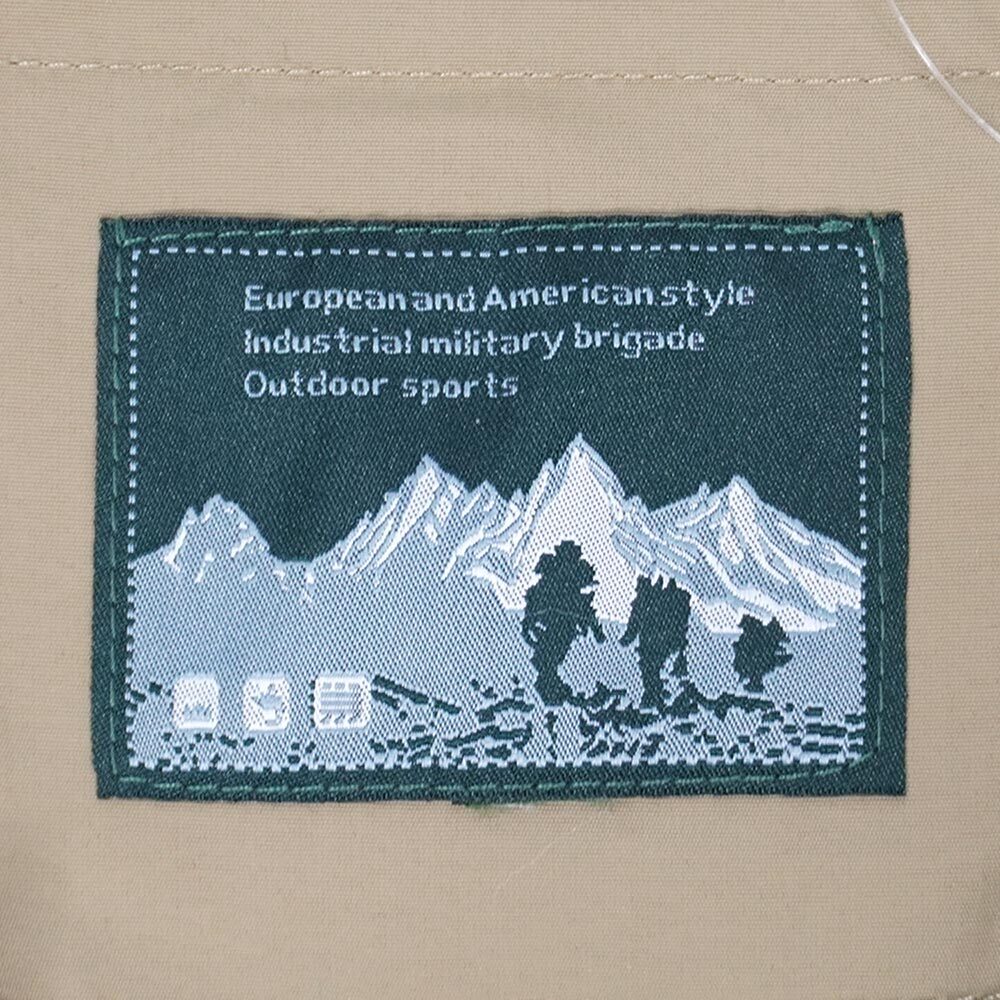 European and American style
Industrial military brigade
Outdoor sports